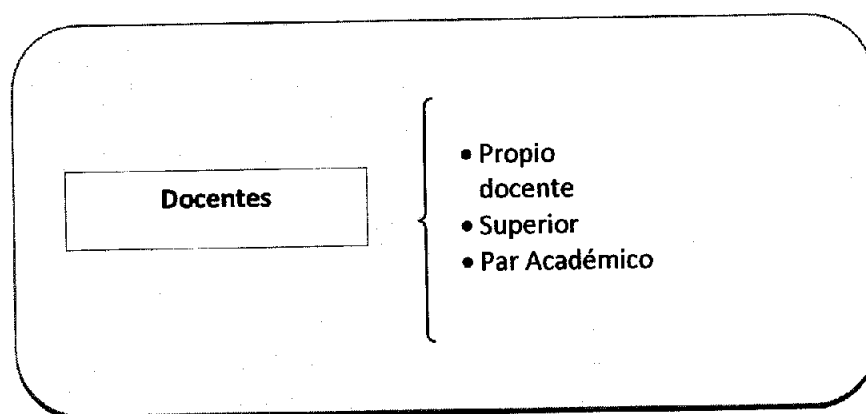 Docentes
• Propio
docente
• Superior
• Par Académico